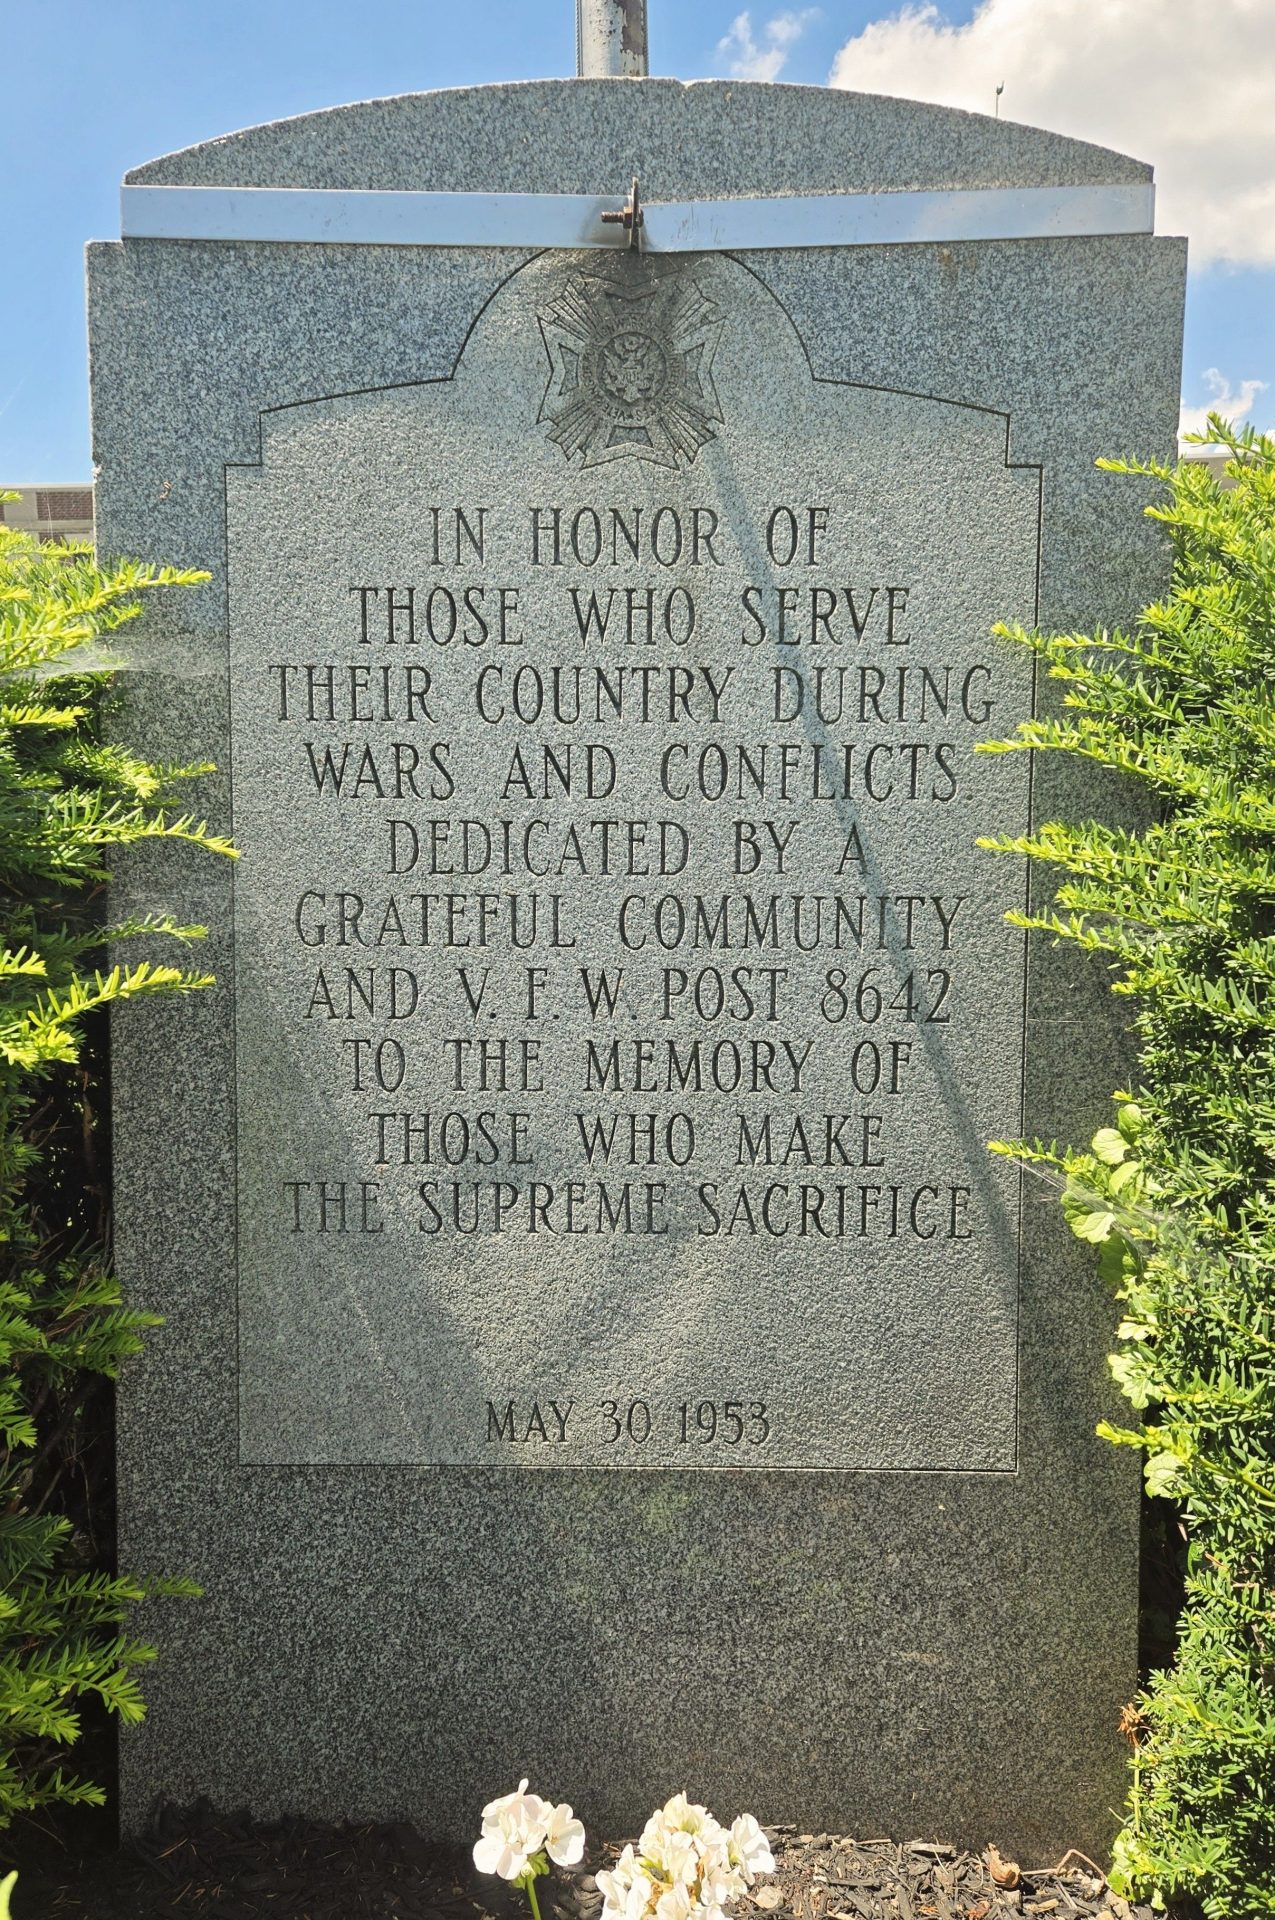 IN HONOR OF
THOSE WHO SERVE
THEIR COUNTRY DURING
WARS AND CONFLICTS
DEDICATED BY A
GRATEFUL COMMUNITY
AND V.F.W. POST 8642
TO THE MEMORY OF
THOSE WHO MAKE
THE SUPREME SACRIFICE
MAY 30 1953